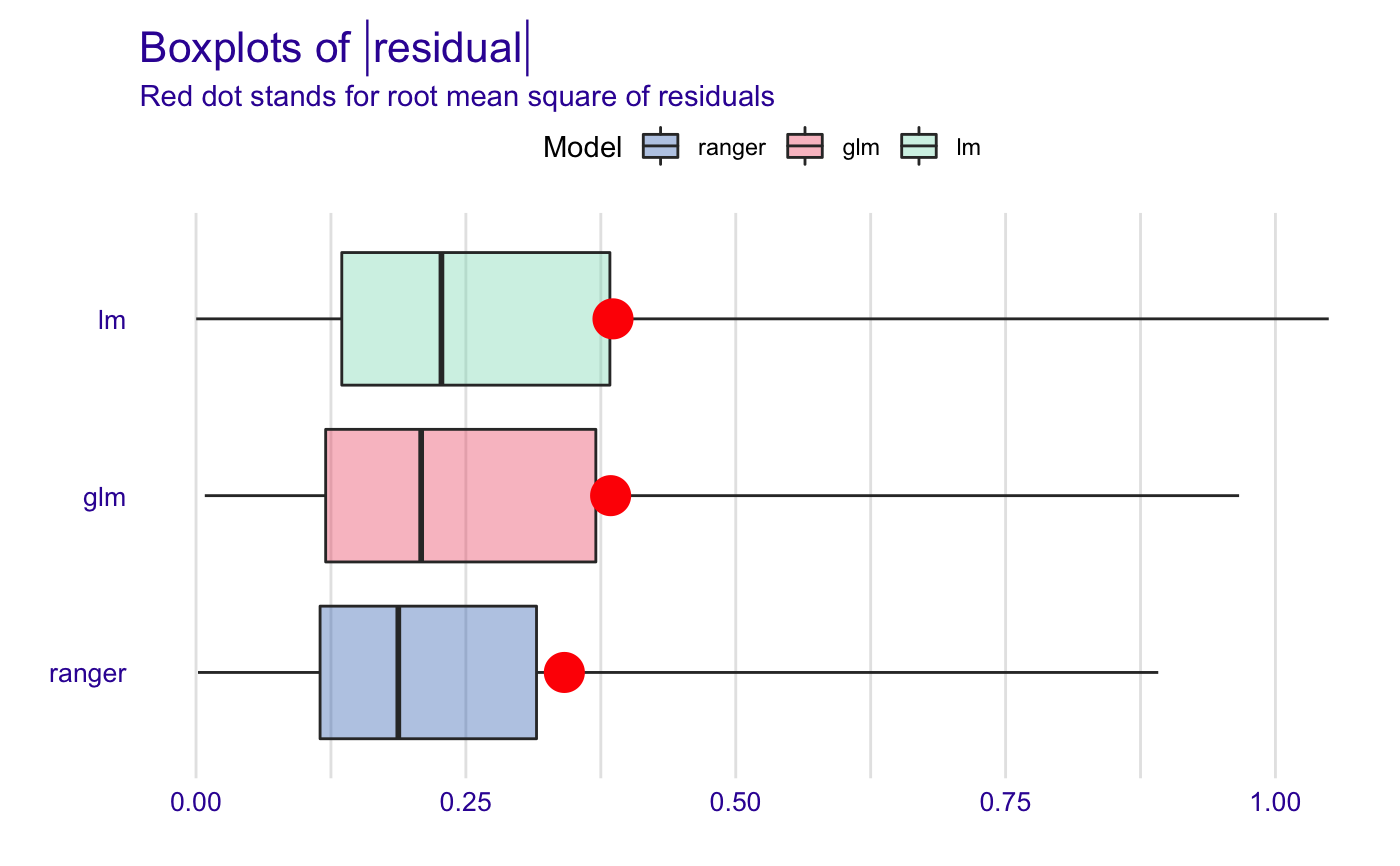 Boxplots of |residual|
Red dot stands for root mean square of residuals
Model ranger glm lm
lm
glm
ranger
0.00 0.25 0.50 0.75 1.00